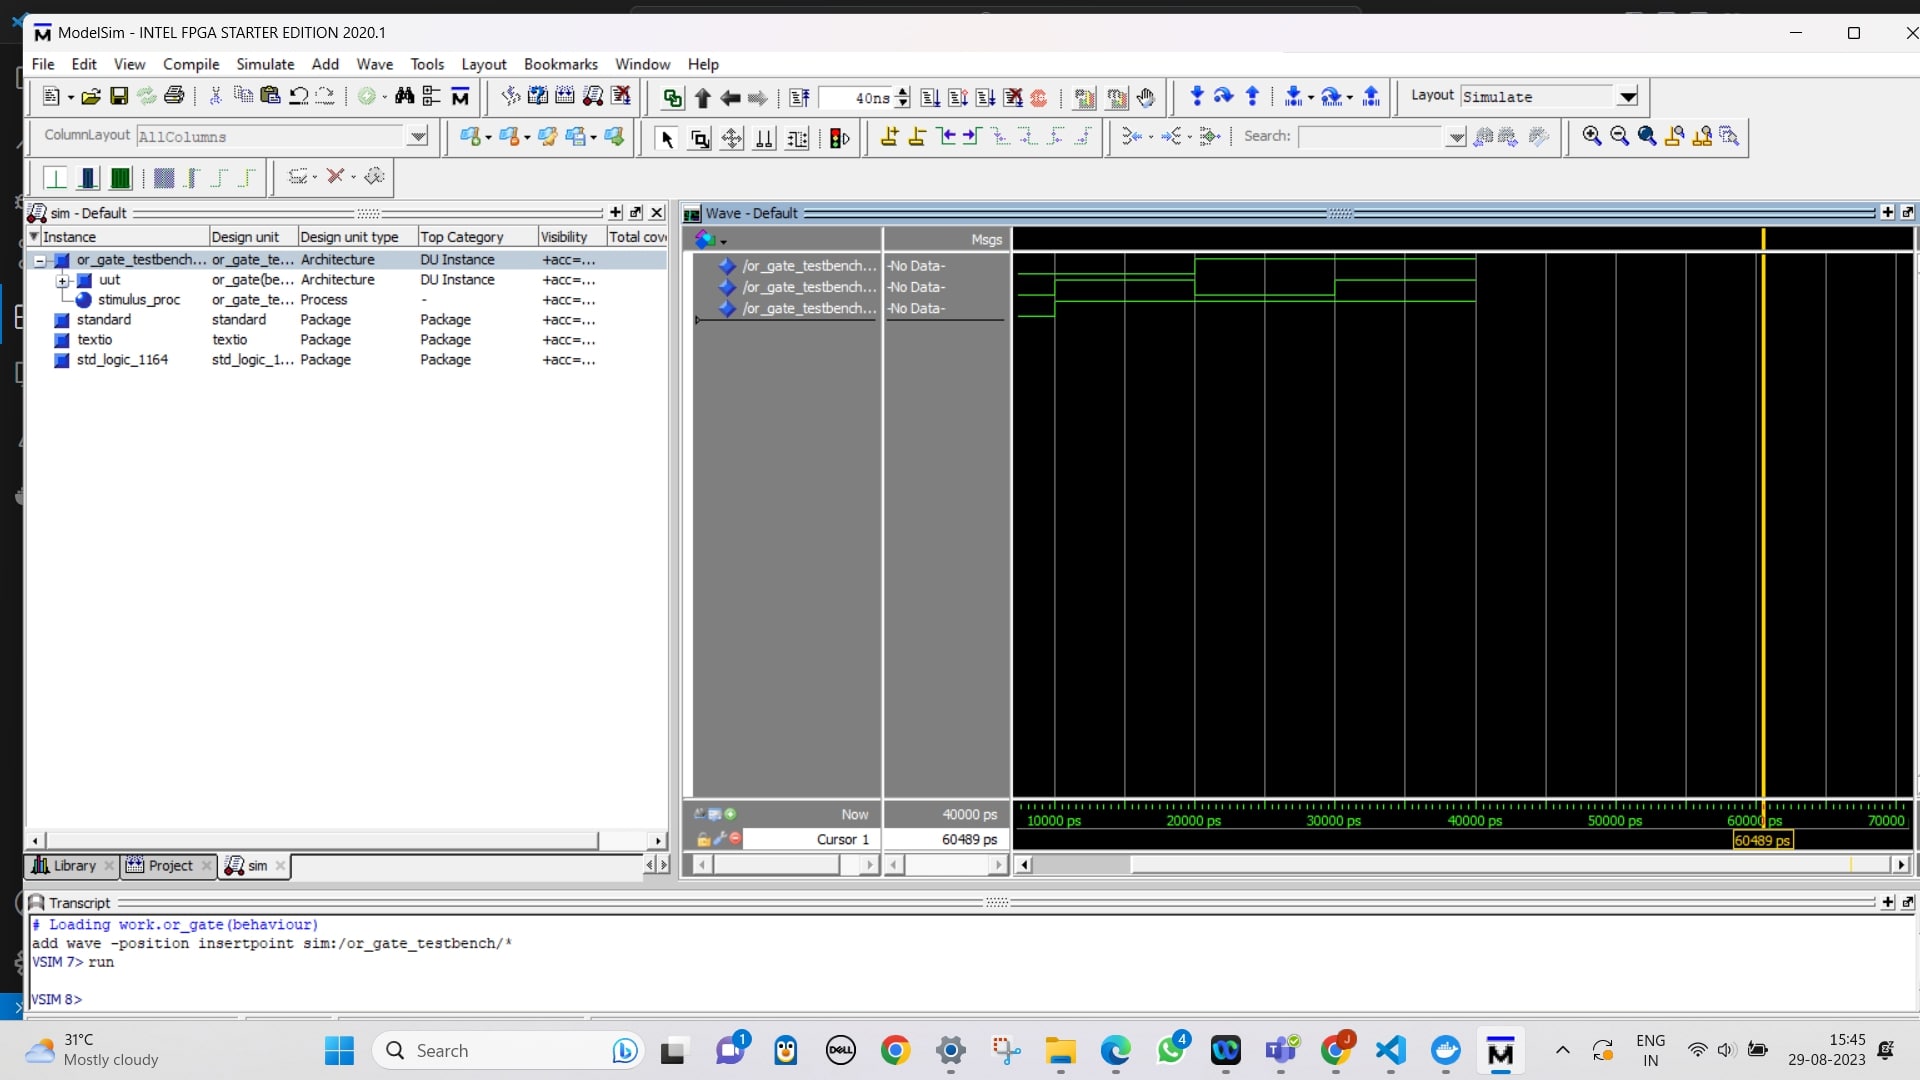 ModelSim - INTEL FPGA STARTER EDITION 2020.1
File Edit View Compile Simulate Add Wave Tools Layout Bookmarks Window Help
40ns
Layout Simulate
ColumnLayout AllColumns
Search:
sim - Default
Instance Design unit Design unit type Top Category Visibility Total cov
or_gate_testbench... or_gate_te... Architecture DU Instance +acc=...
uut or_gate(be... Architecture DU Instance +acc=...
stimulus_proc or_gate_te... Process - +acc=...
standard standard Package Package +acc=...
textio textio Package Package +acc=...
std_logic_1164 std_logic_1... Package Package +acc=...
Library Project sim
Wave - Default
Msgs
/or_gate_testbench... -No Data-
/or_gate_testbench... -No Data-
/or_gate_testbench... -No Data-
Now 40000 ps
Cursor 1 60489 ps
10000 ps 20000 ps 30000 ps 40000 ps 50000 ps 60000 ps 70000
60489 ps
Transcript
# Loading work.or_gate(behaviour)
add wave -position insertpoint sim:/or_gate_testbench/*
VSIM 7> run
VSIM 8>
31°C
Mostly cloudy
Search
1
DELL
4
J
ENG
IN
15:45
29-08-2023